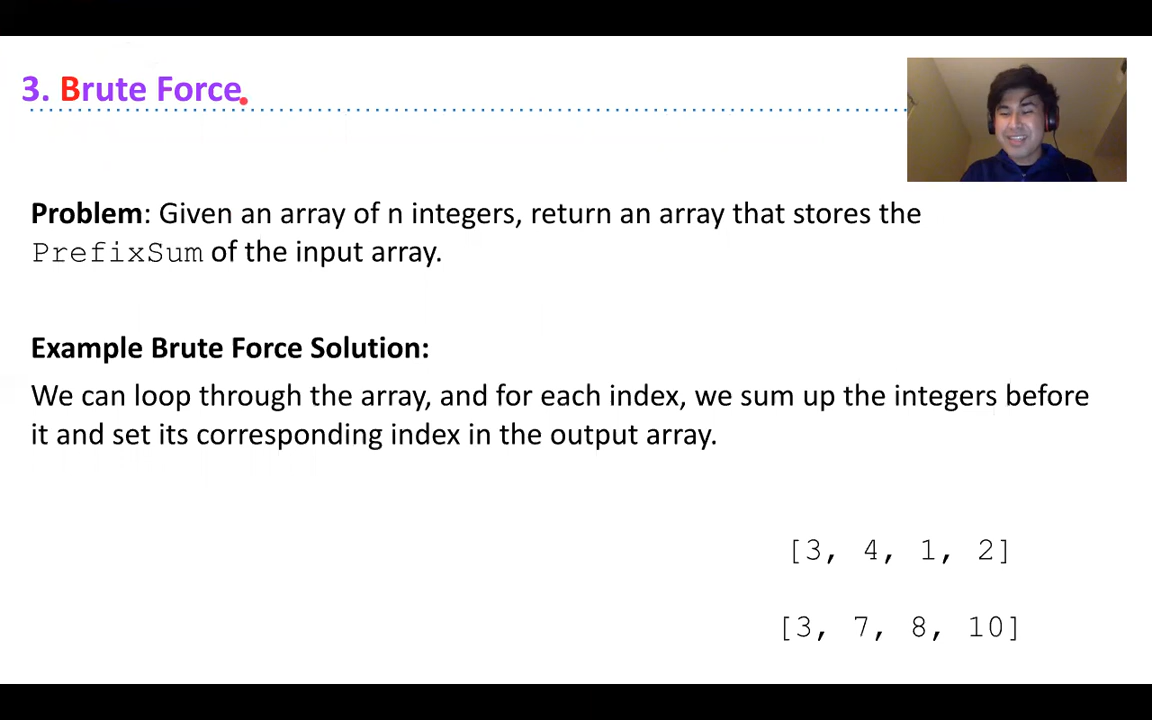 3. Brute Force
Problem: Given an array of n integers, return an array that stores the
PrefixSum of the input array.
Example Brute Force Solution:
We can loop through the array, and for each index, we sum up the integers before
it and set its corresponding index in the output array.
[3, 4, 1, 2]
[3, 7, 8, 10]